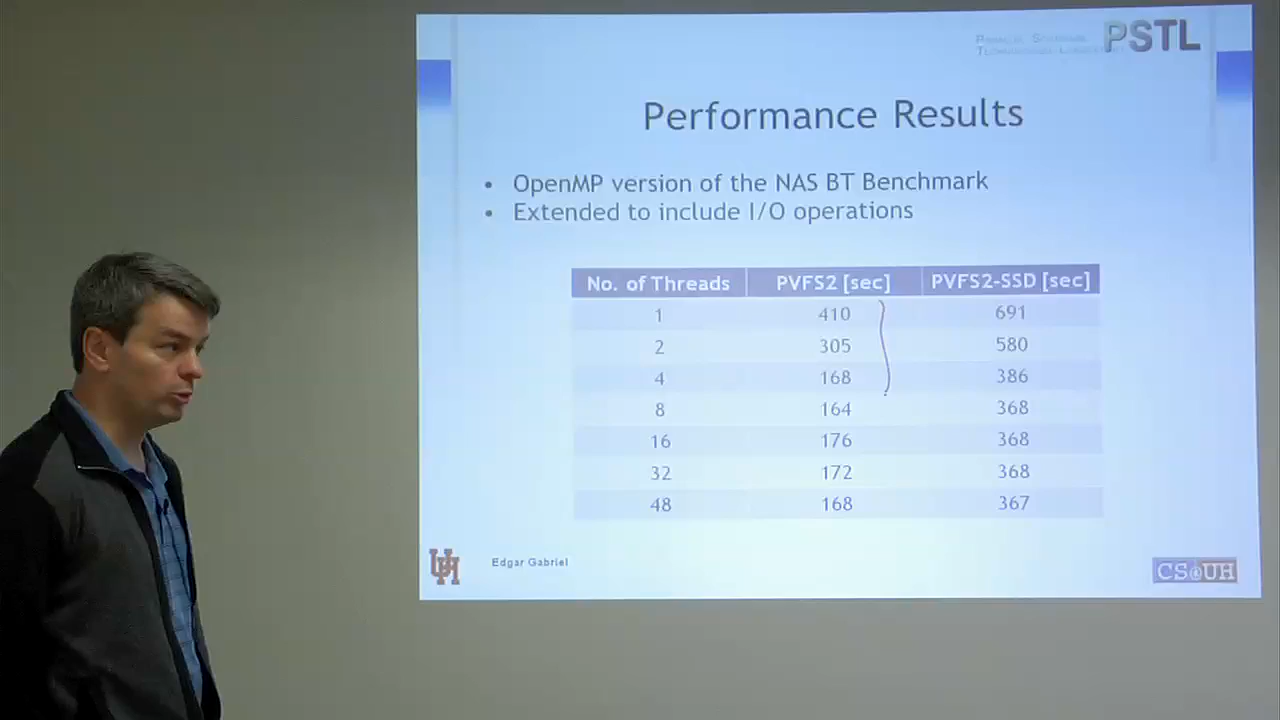 PSTL
Performance Results
• OpenMP version of the NAS BT Benchmark
• Extended to include I/O operations
No. of Threads PVFS2 [sec] PVFS2-SSD [sec]
1 410 691
2 305 580
4 168 386
8 164 368
16 176 368
32 172 368
48 168 367
UH Edgar Gabriel CS@UH